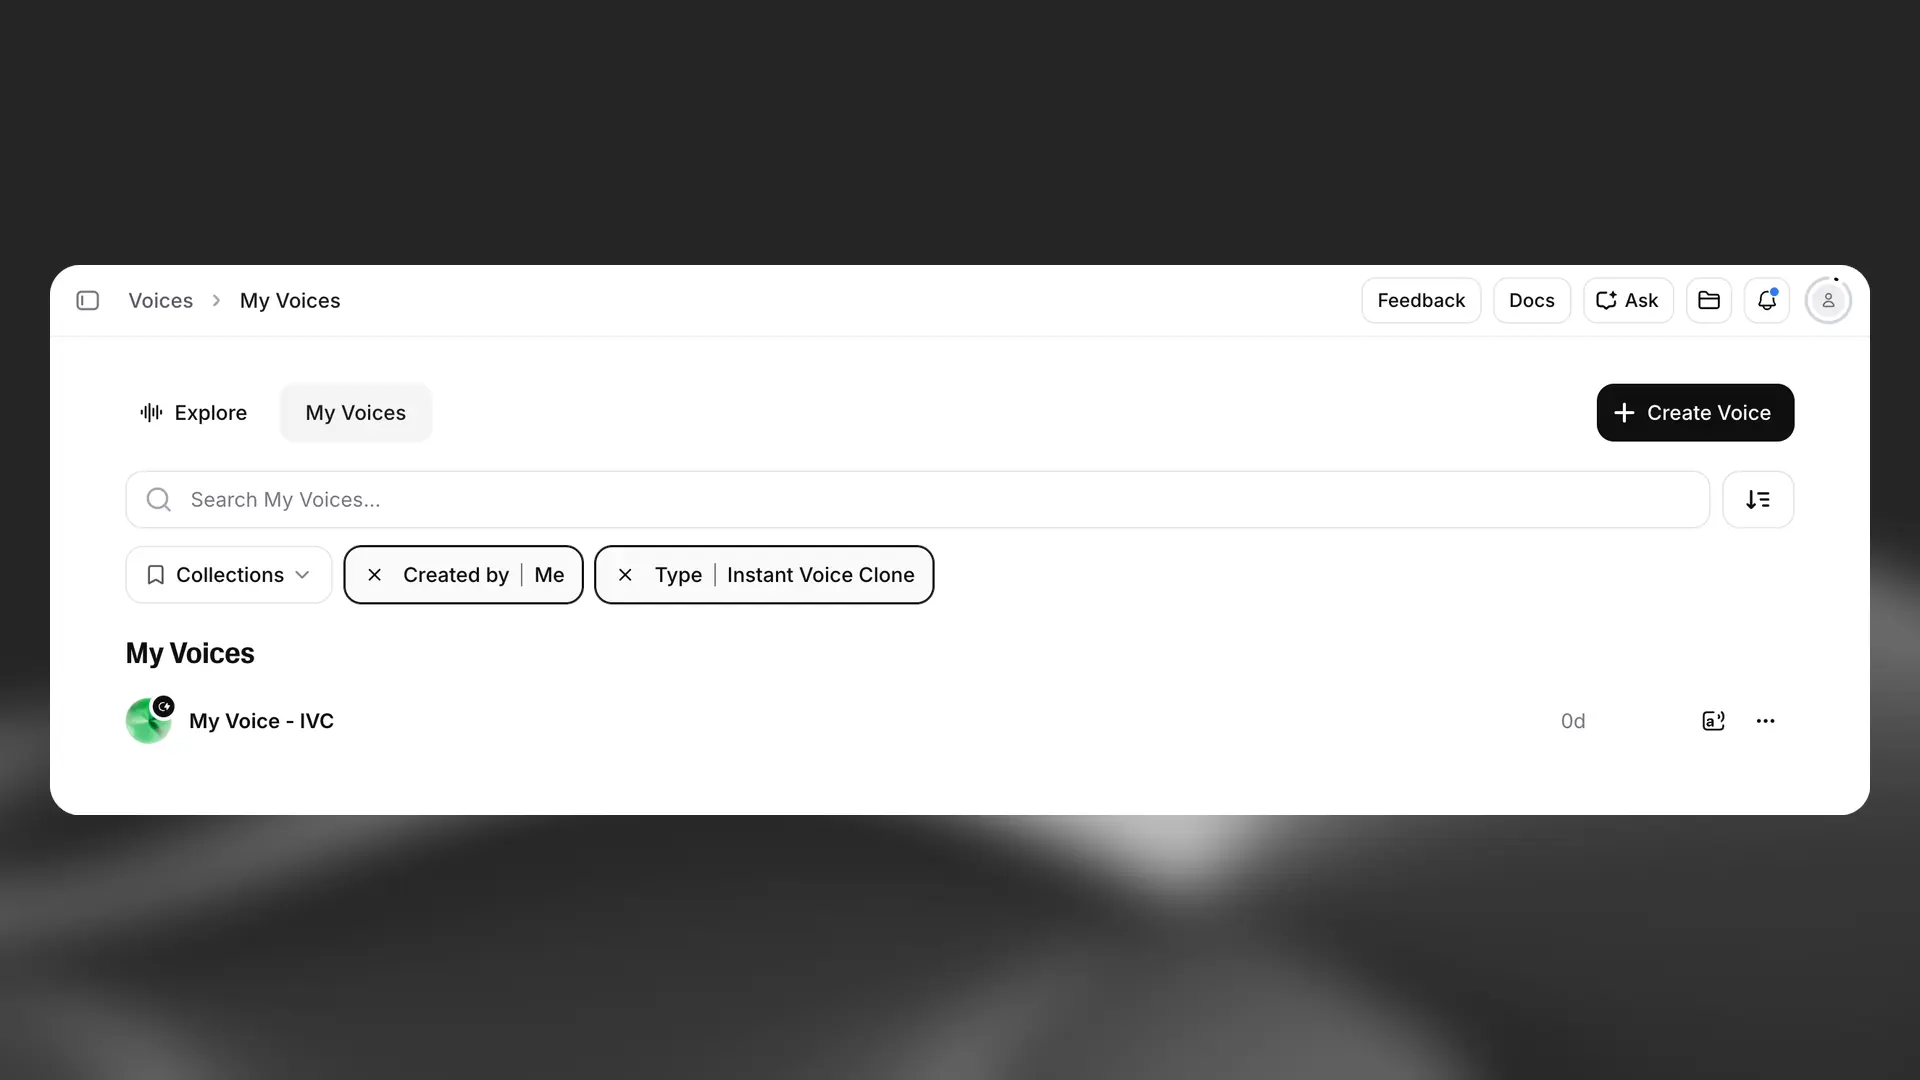 Voices > My Voices
Feedback
Docs
Ask
Explore
My Voices
Create Voice
Search My Voices...
Collections
Created by | Me
Type | Instant Voice Clone
My Voices
My Voice - IVC
0d